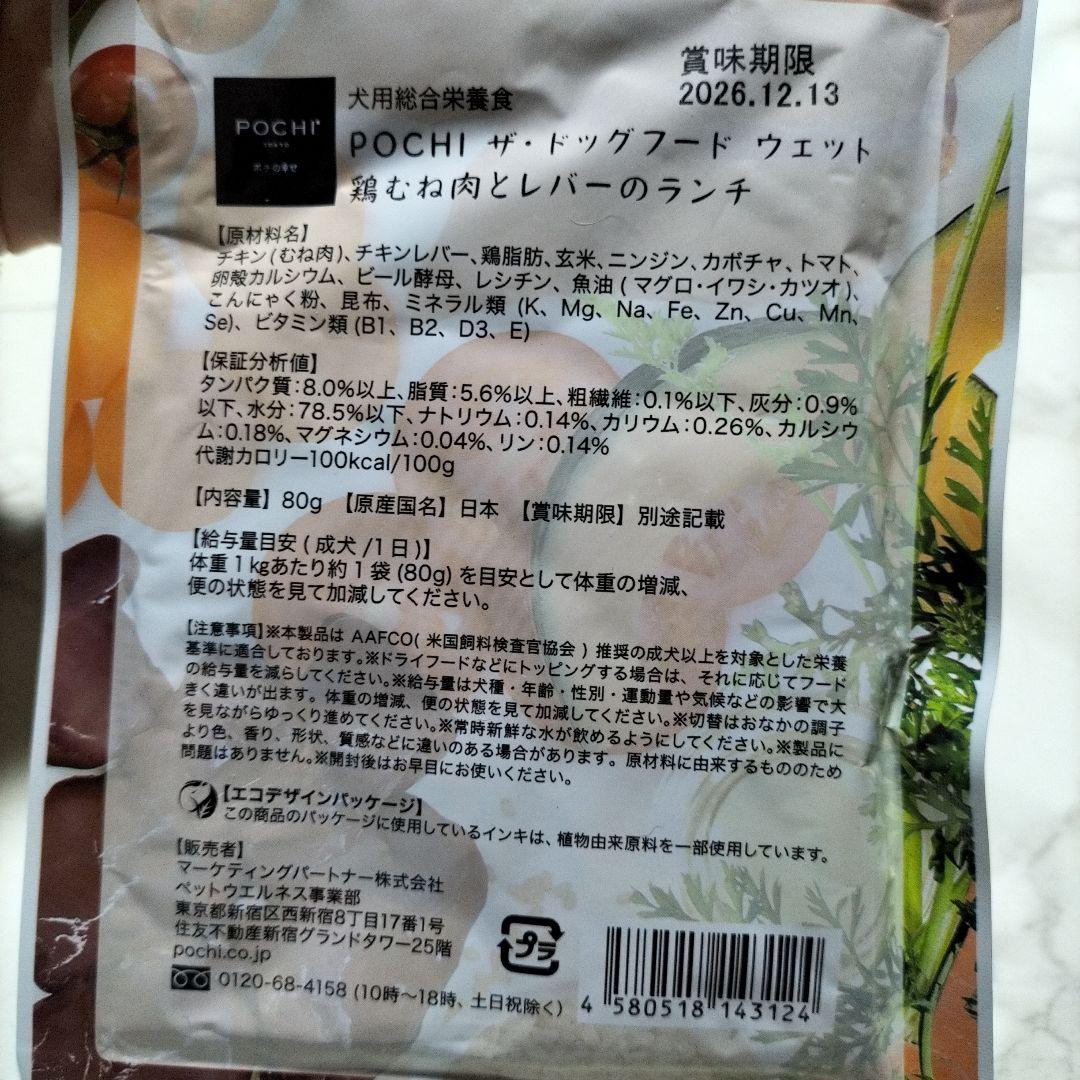 賞味期限
2026.12.13
POCHI
TOKYO
ポチの幸せ
犬用総合栄養食
POCHI ザ・ドッグフード ウェット
鶏むね肉とレバーのランチ
【原材料名】
チキン(むね肉)、チキンレバー、鶏脂肪、玄米、ニンジン、カボチャ、トマト、
卵殻カルシウム、ビール酵母、レシチン、魚油(マグロ・イワシ・カツオ)、
こんにゃく粉、昆布、ミネラル類 (K、Mg、Na、Fe、Zn、Cu、Mn、
Se)、ビタミン類(B1、B2、D3、E)
【保証分析値】
タンパク質:8.0%以上、脂質:5.6%以上、粗繊維:0.1%以下、灰分:0.9%
以下、水分:78.5%以下、ナトリウム:0.14%、カリウム:0.26%、カルシウ
ム:0.18%、マグネシウム:0.04%、リン:0.14%
代謝カロリー100kcal/100g
【内容量】80g 【原産国名】日本 【賞味期限】別途記載
【給与量目安(成犬/1日)】
体重1kgあたり約1袋(80g)を目安として体重の増減、
便の状態を見て加減してください。
【注意事項】※本製品は AAFCO(米国飼料検査官協会)推奨の成犬以上を対象とした栄養
基準に適合しております。※ドライフードなどにトッピングする場合は、それに応じてフード
の給与量を減らしてください。※給与量は犬種・年齢・性別・運動量や気候などの影響で大
きく違いが出ます。体重の増減、便の状態を見て加減してください。※切替はおなかの調子
を見ながらゆっくり進めてください。※常時新鮮な水が飲めるようにしてください。※製品に
より色、香り、形状、質感などに違いのある場合があります。原材料に由来するもののため
問題はありません。※開封後はお早目にお使いください。
【エコデザインパッケージ】
この商品のパッケージに使用しているインキは、植物由来原料を一部使用しています。
【販売者】
マーケティングパートナー株式会社
ペットウエルネス事業部
東京都新宿区西新宿8丁目17番1号
住友不動産新宿グランドタワー25階
pochi.co.jp
0120-68-4158 (10時〜18時、土日祝除く)
プラ
4 580518 143124